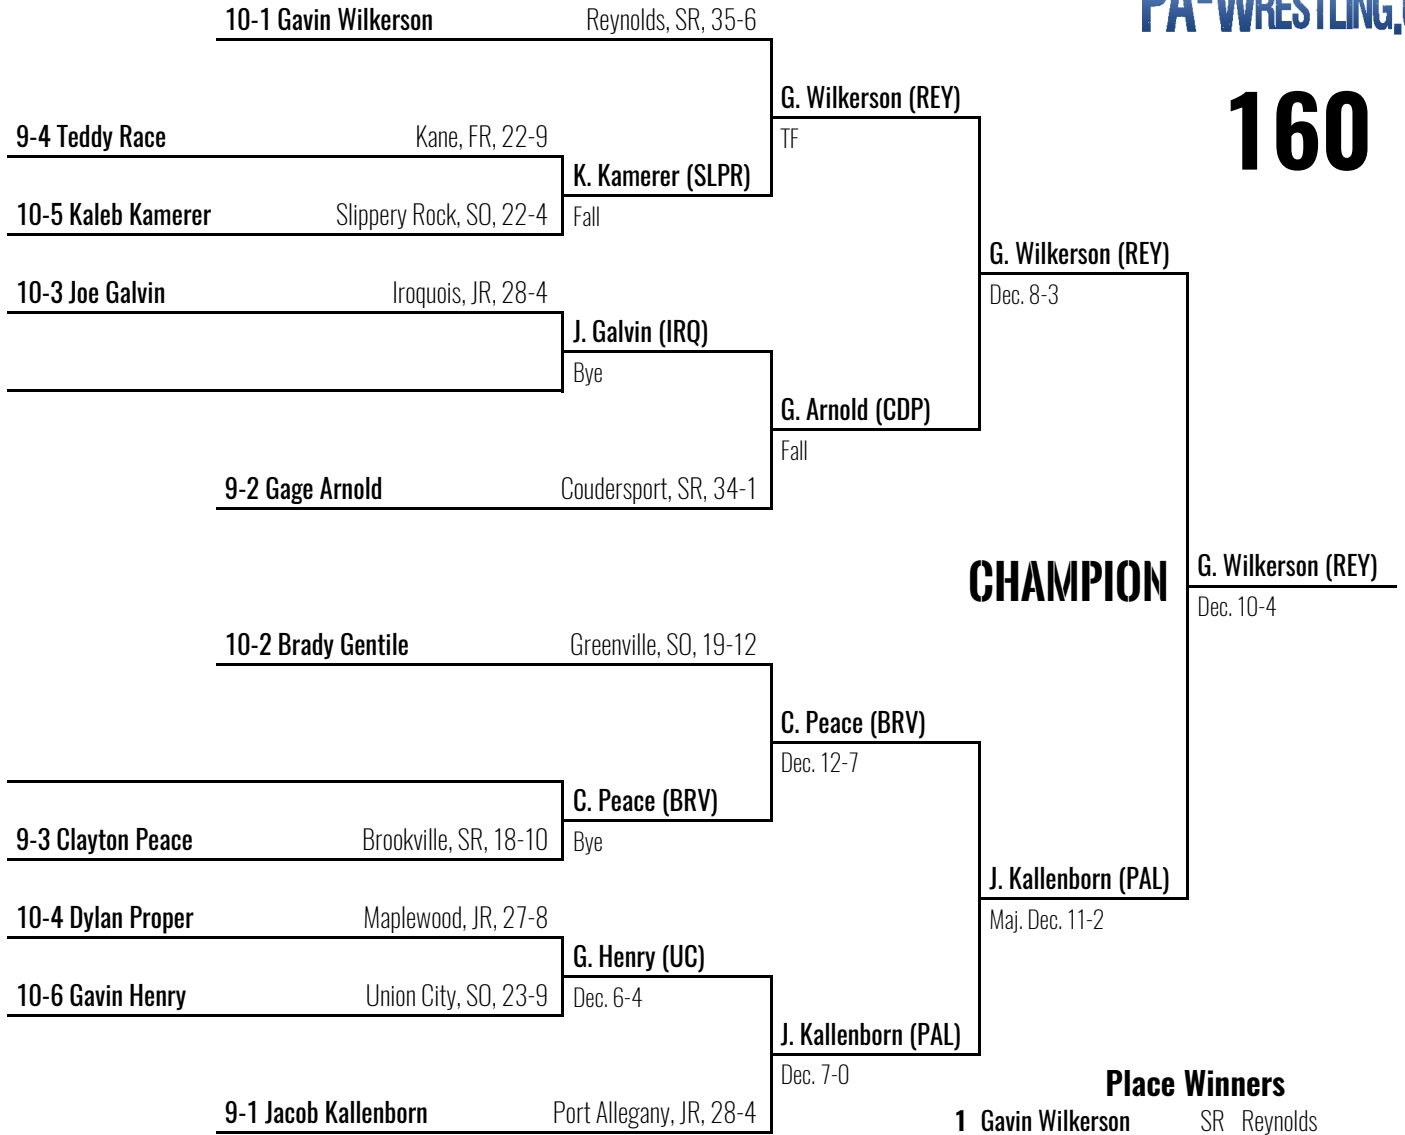 10-1 Gavin Wilkerson Reynolds, SR, 35-6
PA-WRESTLING.
G. Wilkerson (REY)
160
9-4 Teddy Race Kane, FR, 22-9
TF
K. Kamerer (SLPR)
10-5 Kaleb Kamerer Slippery Rock, SO, 22-4
Fall
G. Wilkerson (REY)
10-3 Joe Galvin Iroquois, JR, 28-4
Dec. 8-3
J. Galvin (IRQ)
Bye
G. Arnold (CDP)
Fall
9-2 Gage Arnold Coudersport, SR, 34-1
CHAMPION
G. Wilkerson (REY)
Dec. 10-4
10-2 Brady Gentile Greenville, SO, 19-12
C. Peace (BRV)
Dec. 12-7
C. Peace (BRV)
9-3 Clayton Peace Brookville, SR, 18-10
Bye
J. Kallenborn (PAL)
10-4 Dylan Proper Maplewood, JR, 27-8
Maj. Dec. 11-2
G. Henry (UC)
10-6 Gavin Henry Union City, SO, 23-9
Dec. 6-4
J. Kallenborn (PAL)
Dec. 7-0
Place Winners
9-1 Jacob Kallenborn Port Allegany, JR, 28-4
1 Gavin Wilkerson SR Reynolds